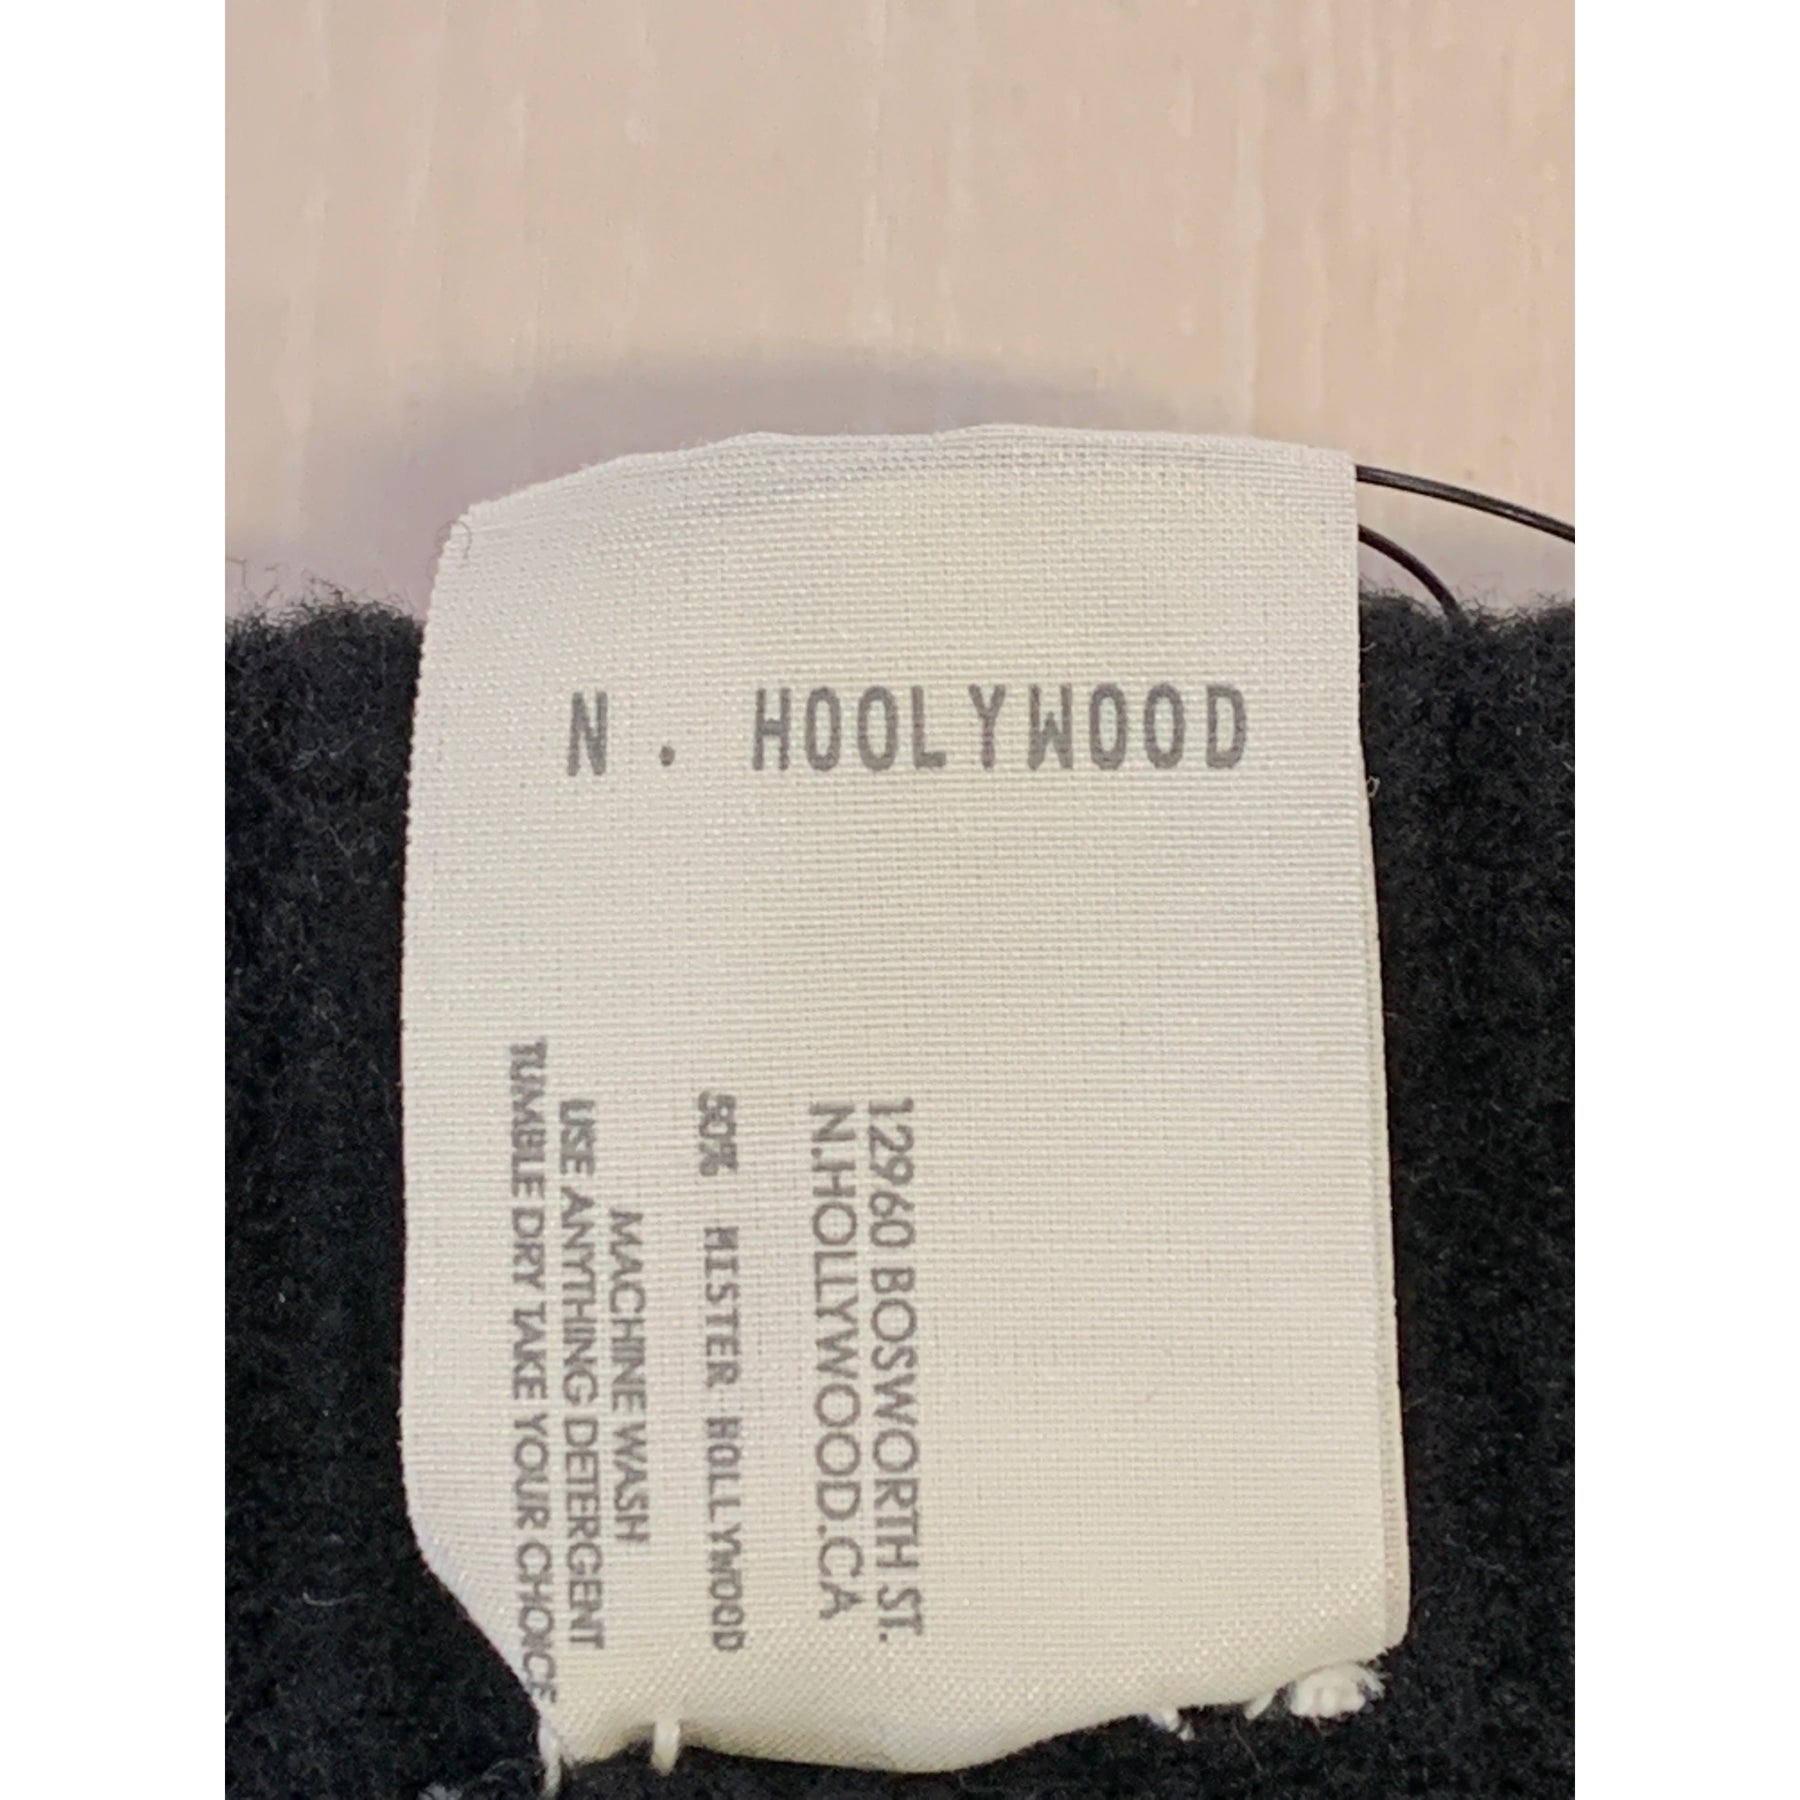 N. HOOLYWOOD
12960 BOSWORTH ST.
N.HOLLYWOOD.CA
50% MISTER HOLLYWOOD
MACHINE WASH
USE ANYTHING DETERGENT
TUMBLE DRY TAKE YOUR CHOICE